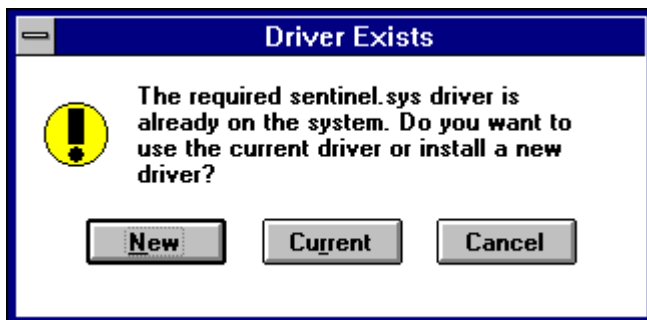 Driver Exists
The required sentinel.sys driver is
already on the system. Do you want to
use the current driver or install a new
driver?
New Current Cancel